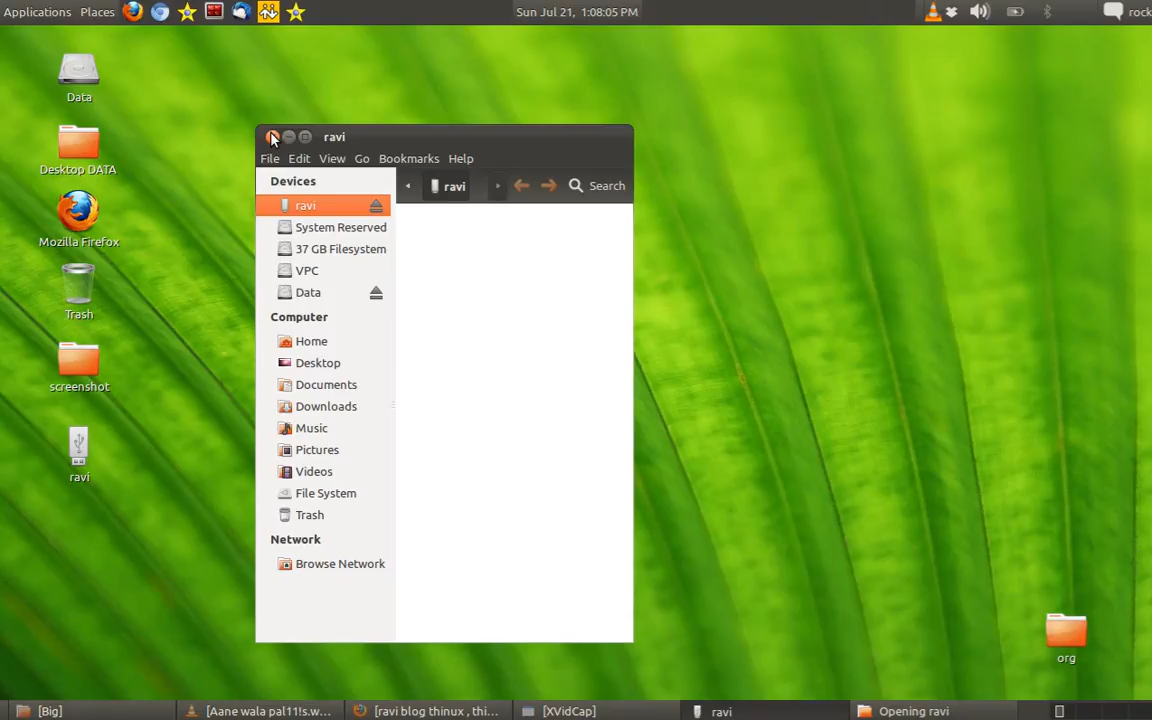 Applications Places Sun Jul 21, 1:08:05 PM rock
Data
Desktop DATA
Mozilla Firefox
Trash
screenshot
ravi
ravi
File Edit View Go Bookmarks Help
Devices
ravi Search
ravi
System Reserved
37 GB Filesystem
VPC
Data
Computer
Home
Desktop
Documents
Downloads
Music
Pictures
Videos
File System
Trash
Network
Browse Network
org
[Big] [Aane wala pal11!s.w... [ravi blog thinux , thi... [XVidCap] ravi Opening ravi